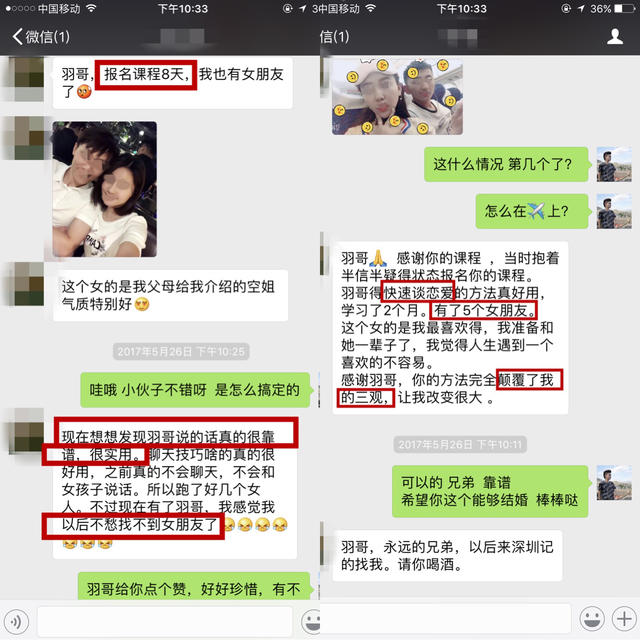 中国移动
下午10:33
微信(1)
羽哥，报名课程8天，我也有女朋友
了
这个女的是我父母给我介绍的空姐
气质特别好
2017年5月26日 下午10:25
哇哦 小伙子不错呀 是怎么搞定的
现在想想发现羽哥说的话真的很靠
谱，很实用。聊天技巧啥的真的很
好用，之前真的不会聊天，不会和
女孩子说话。所以跑了好几个女
人。不过现在有了羽哥，我感觉我
以后不愁找不到女朋友了
羽哥给你点个赞，好好珍惜，有不
3中国移动
下午10:33
36%
信(1)
这什么情况 第几个了?
怎么在✈️上?
羽哥🙏 感谢你的课程 ，当时抱着
半信半疑得状态报名你的课程。
羽哥得快速谈恋爱的方法真好用，
学习了2个月。有了5个女朋友。
这个女的是我最喜欢得，我准备和
她一辈子了，我觉得人生遇到一个
喜欢的不容易。
感谢羽哥，你的方法完全颠覆了我
的三观，让我改变很大 。
2017年5月26日 下午10:11
可以的 兄弟 靠谱
希望你这个能够结婚 棒棒哒
羽哥，永远的兄弟，以后来深圳记
的找我。请你喝酒。